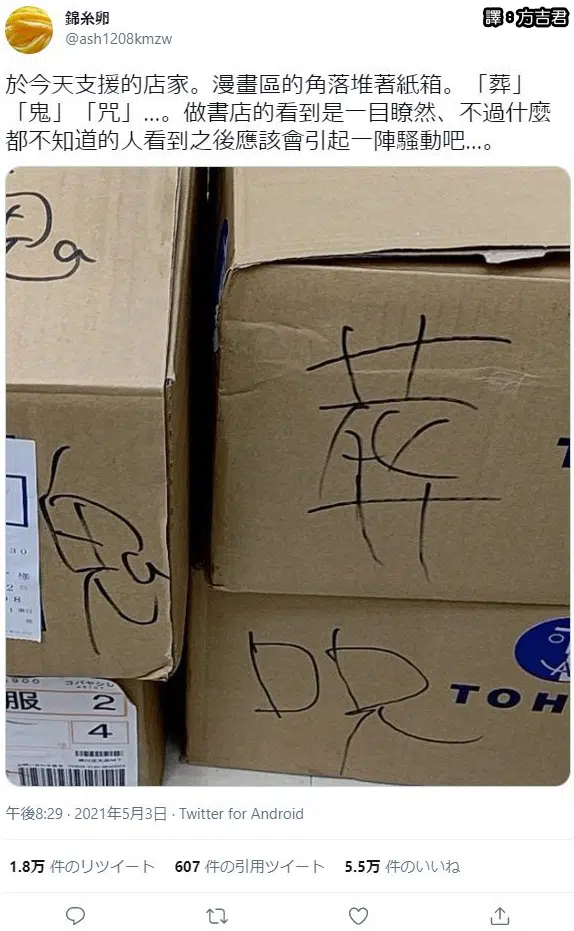 錦糸卵
@ash1208kmzw
譯:方吉君
於今天支援的店家。漫畫區的角落堆著紙箱。「葬」
「鬼」「咒」…。做書店的看到是一目瞭然、不過什麼
都不知道的人看到之後應該會引起一陣騷動吧…。
鬼
葬
鬼
30
様
呪
TOH
服 2
4
午後8:29 · 2021年5月3日 · Twitter for Android
1.8万 件のリツイート 607 件の引用ツイート 5.5万 件のいいね